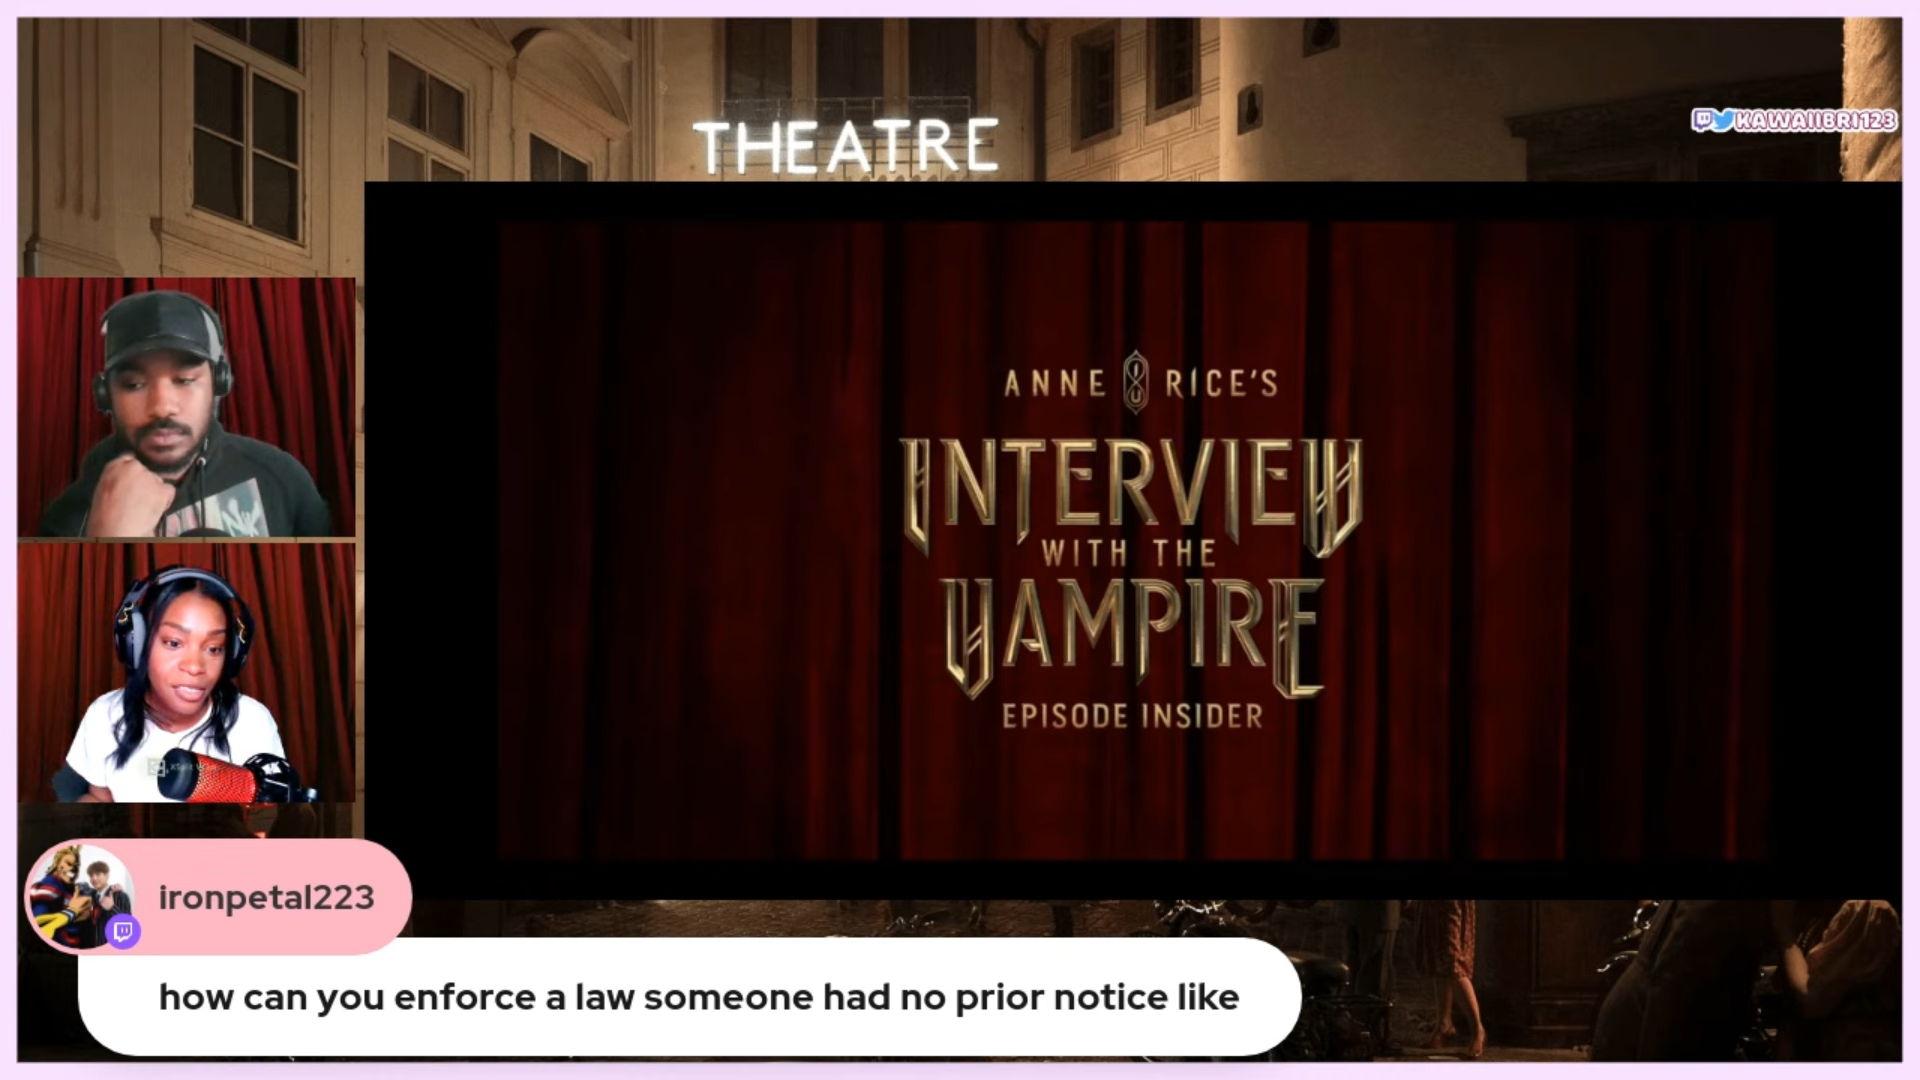 THEATRE
KAWAIIBRI123
ANNE RICE'S
INTERVIEW
WITH THE
VAMPIRE
EPISODE INSIDER
ironpetal223
how can you enforce a law someone had no prior notice like